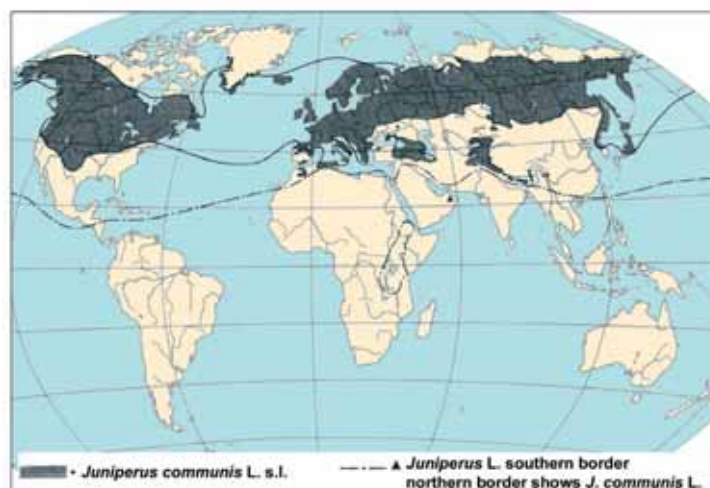 • Juniperus communis L. s.l.
▲ Juniperus L. southern border
northern border shows J. communis L.